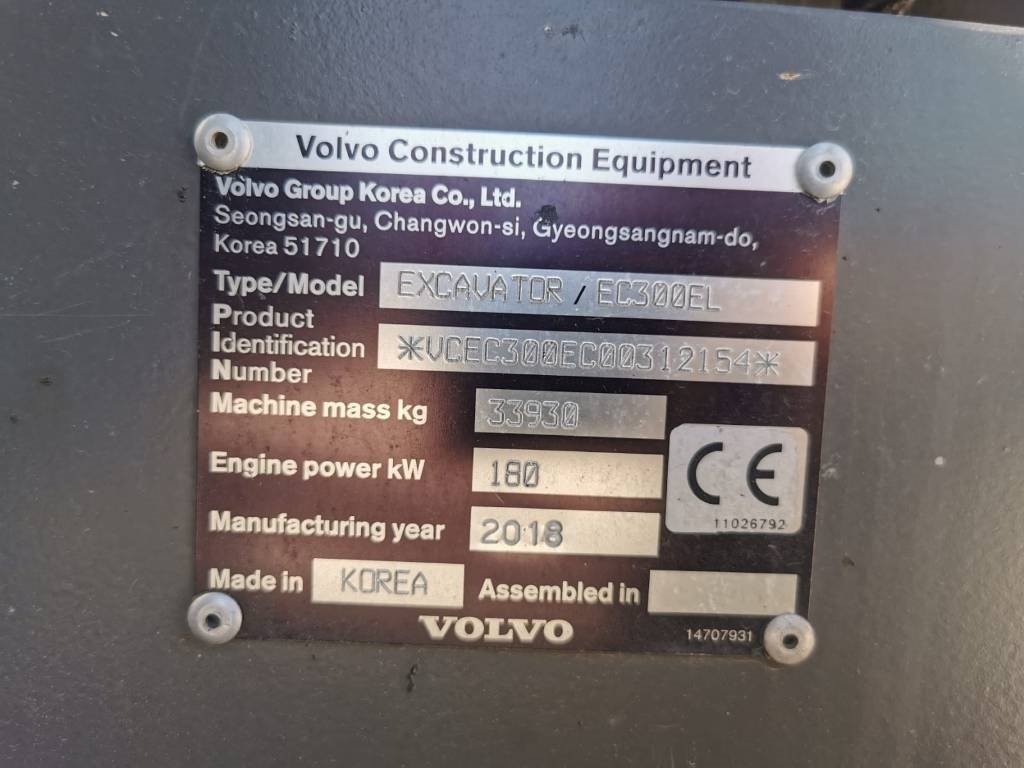 Volvo Construction Equipment
Volvo Group Korea Co., Ltd.
Seongsan-gu, Changwon-si, Gyeongsangnam-do,
Korea 51710
Type/Model EXCAVATOR / EC300EL
Product
Identification *VCEC300EC00312154*
Number
Machine mass kg 33930
Engine power kW 180
CE
11026792
Manufacturing year 2018
Made in KOREA Assembled in
VOLVO 14707931